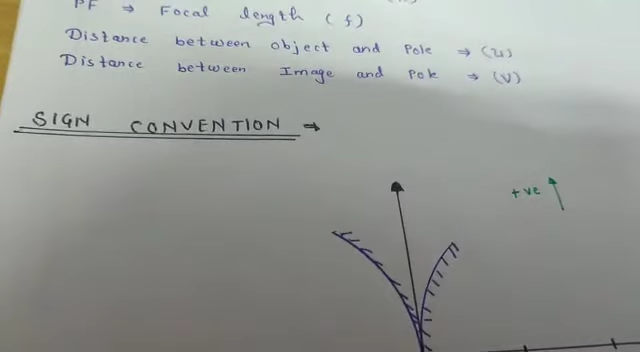 PF ⇒ Focal length (f)
Distance between object and Pole ⇒ (u)
Distance between Image and Pole ⇒ (V)
SIGN CONVENTION →
+ve ↑